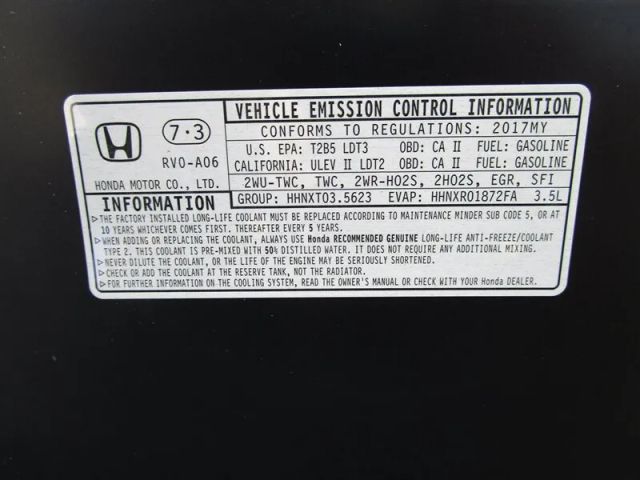 VEHICLE EMISSION CONTROL INFORMATION
7·3
CONFORMS TO REGULATIONS: 2017MY
U.S. EPA: T2B5 LDT3 OBD: CA II FUEL: GASOLINE
RV0-A06
CALIFORNIA: ULEV II LDT2 OBD: CA II FUEL: GASOLINE
HONDA MOTOR CO., LTD.
2WU-TWC, TWC, 2WR-HO2S, 2HO2S, EGR, SFI
INFORMATION
GROUP: HHNXT03.5623 EVAP: HHNXR01872FA 3.5L
▷THE FACTORY INSTALLED LONG-LIFE COOLANT MUST BE REPLACED ACCORDING TO MAINTENANCE MINDER SUB CODE 5, OR AT
10 YEARS WHICHEVER COMES FIRST. THEREAFTER EVERY 5 YEARS.
▷WHEN ADDING OR REPLACING THE COOLANT, ALWAYS USE Honda RECOMMENDED GENUINE LONG-LIFE ANTI-FREEZE/COOLANT
TYPE 2. THIS COOLANT IS PRE-MIXED WITH 50% DISTILLED WATER. IT DOES NOT REQUIRE ANY ADDITIONAL MIXING.
▷NEVER DILUTE THE COOLANT, OR THE LIFE OF THE ENGINE MAY BE SERIOUSLY SHORTENED.
▷CHECK OR ADD COOLANT AT THE RESERVE TANK, NOT THE RADIATOR.
▷FOR FURTHER INFORMATION ON THE COOLING SYSTEM, READ THE OWNER'S MANUAL OR CHECK WITH YOUR Honda DEALER.